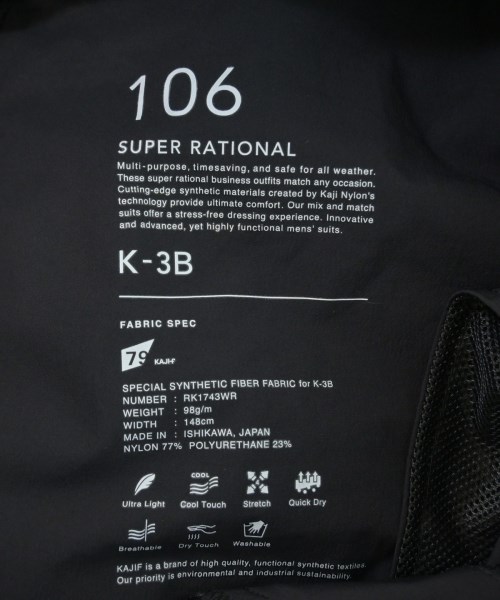 106
SUPER RATIONAL
Multi-purpose, timesaving, and safe for all weather.
These super rational business outfits match any occasion.
Cutting-edge synthetic materials created by Kaji Nylon's
technology provide ultimate comfort. Our mix and match
suits offer a stress-free dressing experience. Innovative
and advanced, yet highly functional mens' suits.
K-3B
FABRIC SPEC
79 KAJIF
SPECIAL SYNTHETIC FIBER FABRIC for K-3B
NUMBER : RK1743WR
WEIGHT : 98g/m
WIDTH : 148cm
MADE IN : ISHIKAWA, JAPAN
NYLON 77% POLYURETHANE 23%
COOL
Ultra Light Cool Touch Stretch Quick Dry
Breathable Dry Touch Washable
KAJIF is a brand of high quality, functional synthetic textiles.
Our priority is environmental and industrial sustainability.